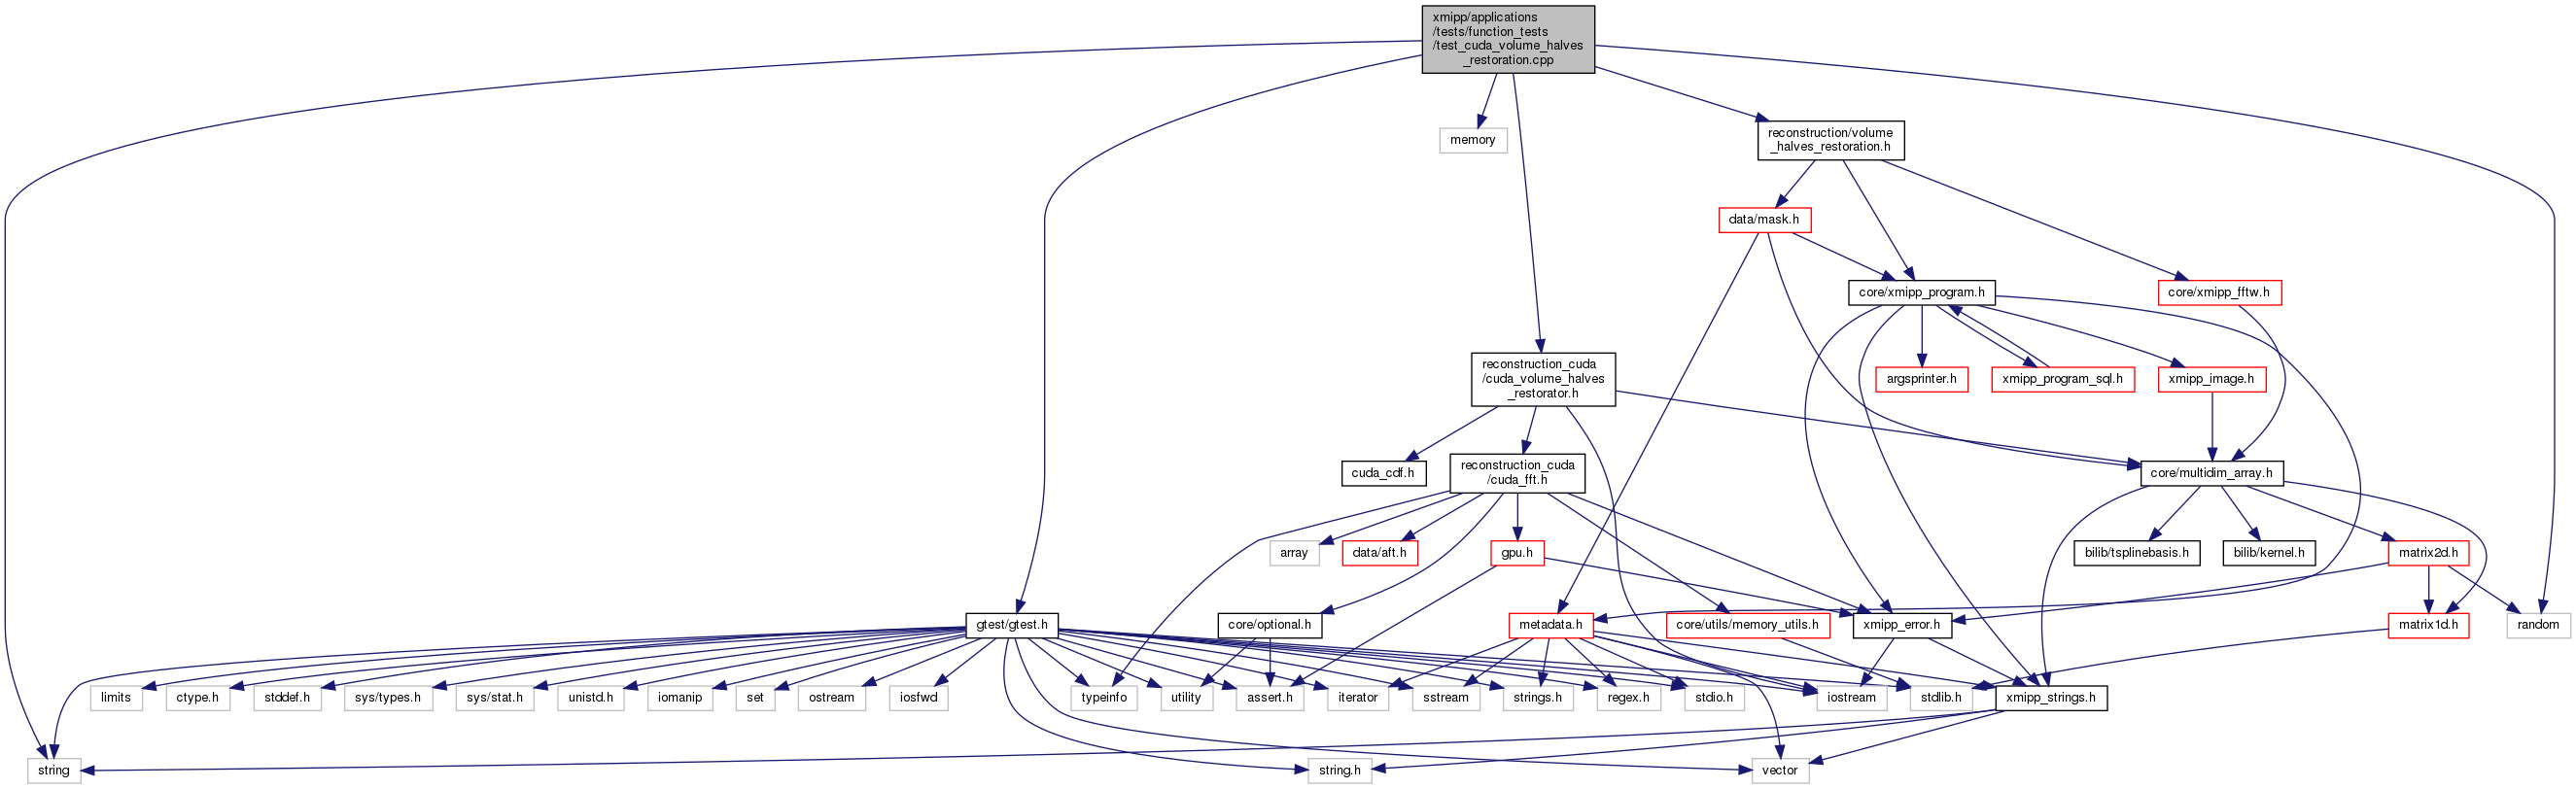 xmipp/applications
/tests/function_tests
/test_cuda_volume_halves
_restoration.cpp
memory
reconstruction/volume
_halves_restoration.h
data/mask.h
core/xmipp_program.h
core/xmipp_fftw.h
reconstruction_cuda
/cuda_volume_halves
_restorator.h
argsprinter.h
xmipp_program_sql.h
xmipp_image.h
cuda_cdf.h
reconstruction_cuda
/cuda_fft.h
core/multidim_array.h
array
data/aft.h
gpu.h
bilib/tsplinebasis.h
bilib/kernel.h
matrix2d.h
gtest/gtest.h
core/optional.h
metadata.h
core/utils/memory_utils.h
xmipp_error.h
matrix1d.h
random
limits
ctype.h
stddef.h
sys/types.h
sys/stat.h
unistd.h
iomanip
set
ostream
iosfwd
typeinfo
utility
assert.h
iterator
sstream
strings.h
regex.h
stdio.h
iostream
stdlib.h
xmipp_strings.h
string
string.h
vector